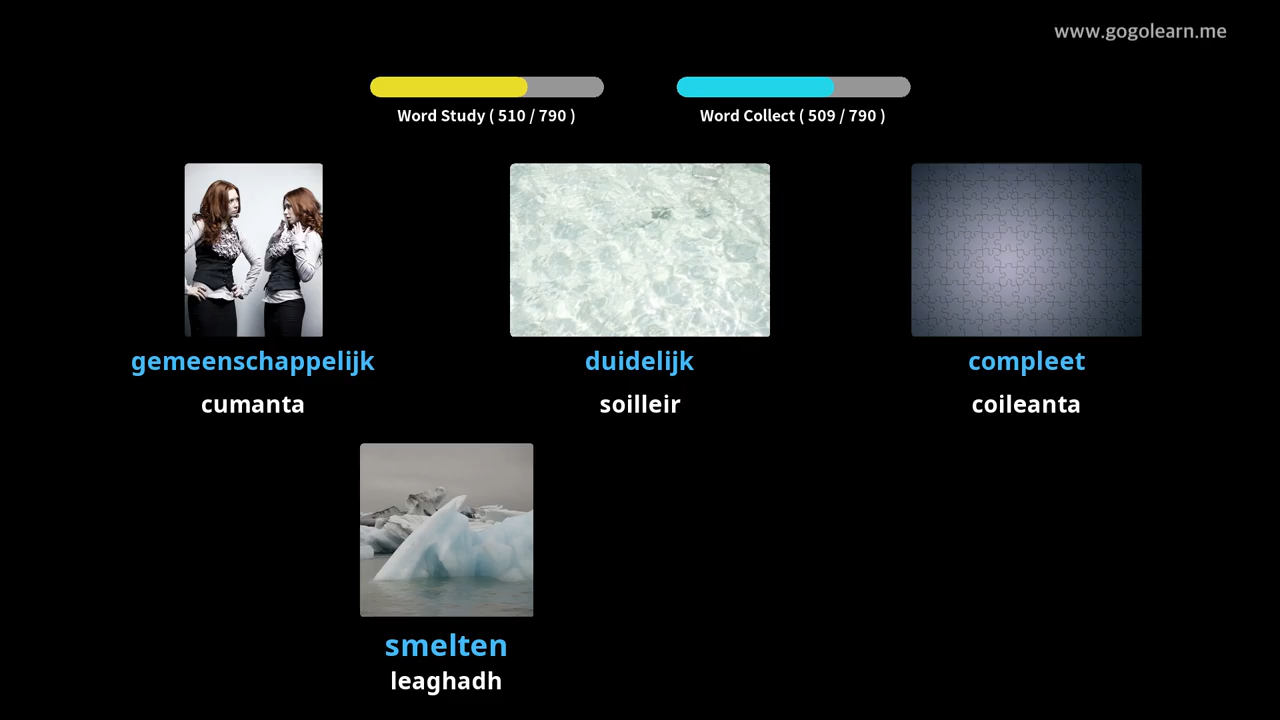 www.gogolearn.me
Word Study ( 510 / 790 )
Word Collect ( 509 / 790 )
gemeenschappelijk
duidelijk
compleet
cumanta
soilleir
coileanta
smelten
leaghadh